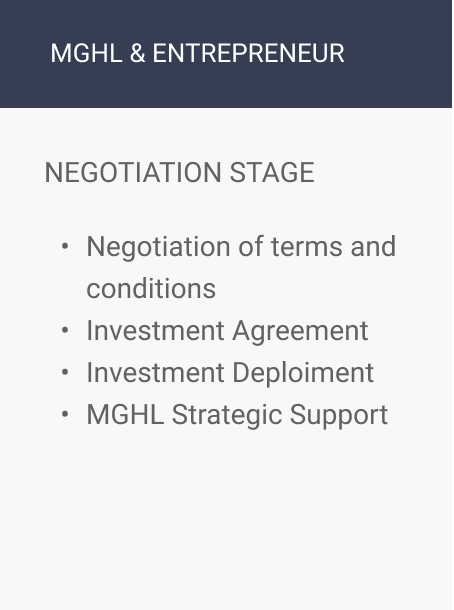 MGHL & ENTREPRENEUR
NEGOTIATION STAGE
• Negotiation of terms and
conditions
• Investment Agreement
• Investment Deploiment
• MGHL Strategic Support